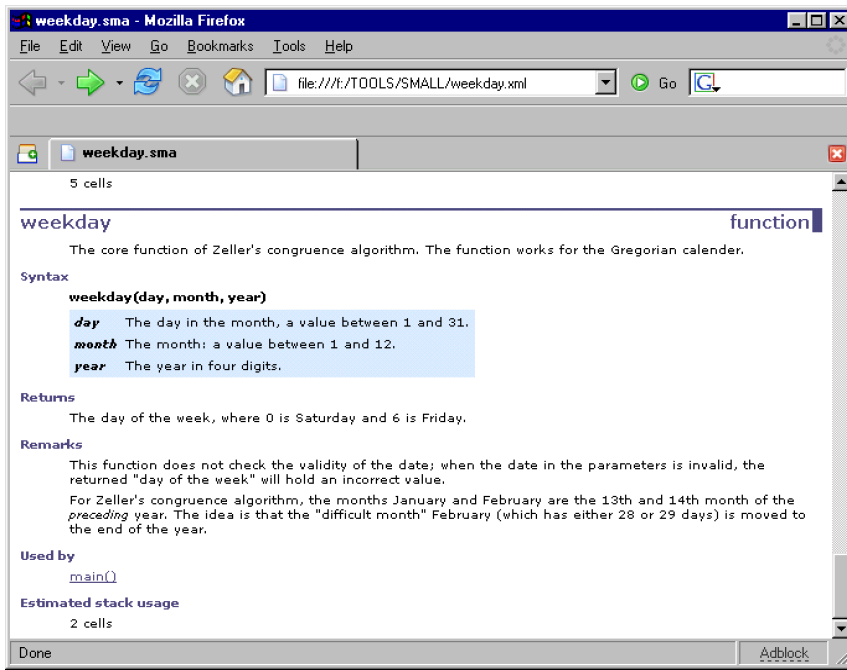 weekday.sma - Mozilla Firefox
File Edit View Go Bookmarks Tools Help
file:///f:/TOOLS/SMALL/weekday.xml Go G
weekday.sma
5 cells
weekday function
The core function of Zeller's congruence algorithm. The function works for the Gregorian calender.
Syntax
weekday(day, month, year)
day The day in the month, a value between 1 and 31.
month The month: a value between 1 and 12.
year The year in four digits.
Returns
The day of the week, where 0 is Saturday and 6 is Friday.
Remarks
This function does not check the validity of the date; when the date in the parameters is invalid, the
returned "day of the week" will hold an incorrect value.
For Zeller's congruence algorithm, the months January and February are the 13th and 14th month of the
preceding year. The idea is that the "difficult month" February (which has either 28 or 29 days) is moved to
the end of the year.
Used by
main()
Estimated stack usage
2 cells
Done Adblock